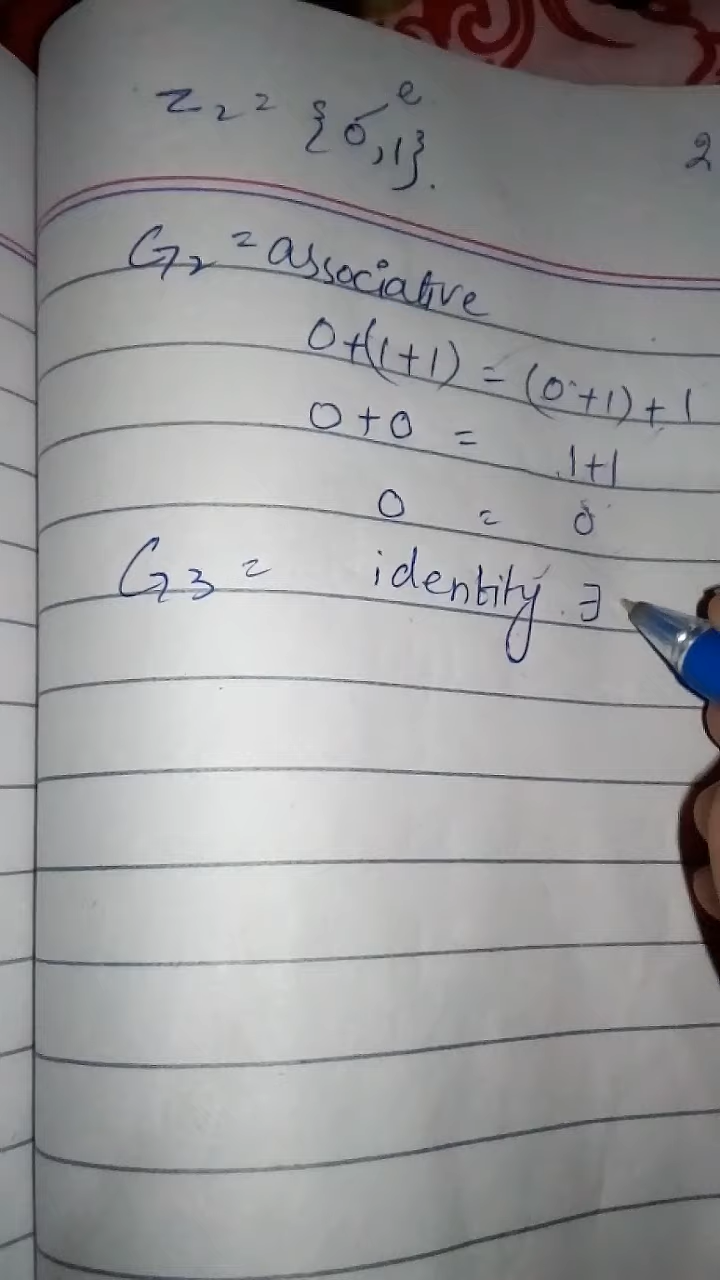 Z₂ = {0, 1}. e
2
G₂ = associative
0+(1+1) = (0+1)+1
0+0 = 1+1
0 = 0
G₃ = identity ∃